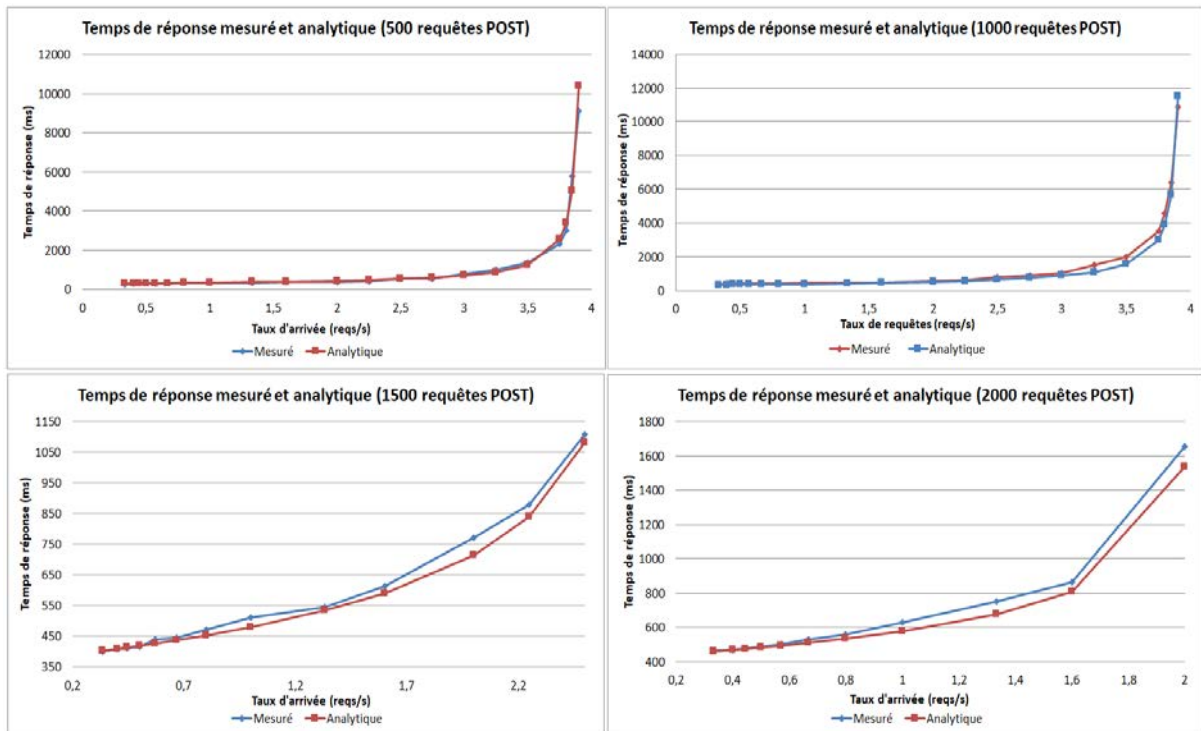 Temps de réponse mesuré et analytique (500 requêtes POST)
12000
10000
8000
6000
4000
2000
0
Temps de réponse (ms)
0 0,5 1 1,5 2 2,5 3 3,5 4
Taux d'arrivée (reqs/s)
Mesuré Analytique
Temps de réponse mesuré et analytique (1000 requêtes POST)
14000
12000
10000
8000
6000
4000
2000
0
Temps de réponse (ms)
0 0,5 1 1,5 2 2,5 3 3,5 4
Taux de requêtes (reqs/s)
Mesuré Analytique
Temps de réponse mesuré et analytique (1500 requêtes POST)
1150
1050
950
850
750
650
550
450
350
Temps de réponse (ms)
0,2 0,7 1,2 1,7 2,2
Taux d'arrivée (reqs/s)
Mesuré Analytique
Temps de réponse mesuré et analytique (2000 requêtes POST)
1800
1600
1400
1200
1000
800
600
400
Temps de réponse (ms)
0,2 0,4 0,6 0,8 1 1,2 1,4 1,6 1,8 2
Taux d'arrivée (reqs/s)
Mesuré Analytique